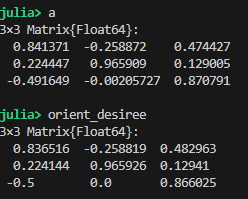 julia> a
3×3 Matrix{Float64}:
  0.841371  -0.258872    0.474427
  0.224447   0.965909    0.129005
 -0.491649  -0.00205727  0.870791

julia> orient_desiree
3×3 Matrix{Float64}:
  0.836516  -0.258819  0.482963
  0.224144   0.965926  0.12941
 -0.5        0.0       0.866025